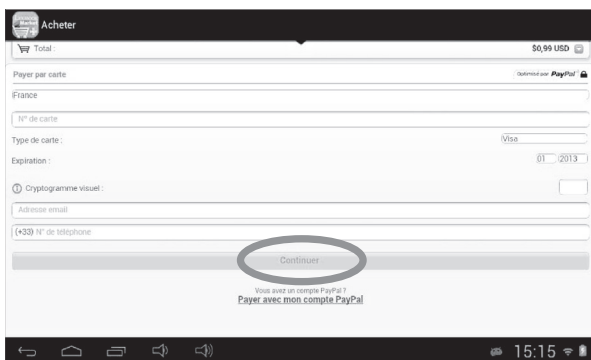 Acheter
Total : $0,99 USD
Payer par carte Optimisé par PayPal
France
N° de carte
Type de carte : Visa
Expiration : 01 2013
Cryptogramme visuel :
Adresse email
(+33) N° de téléphone
Continuer
Vous avez un compte PayPal ?
Payer avec mon compte PayPal
15:15